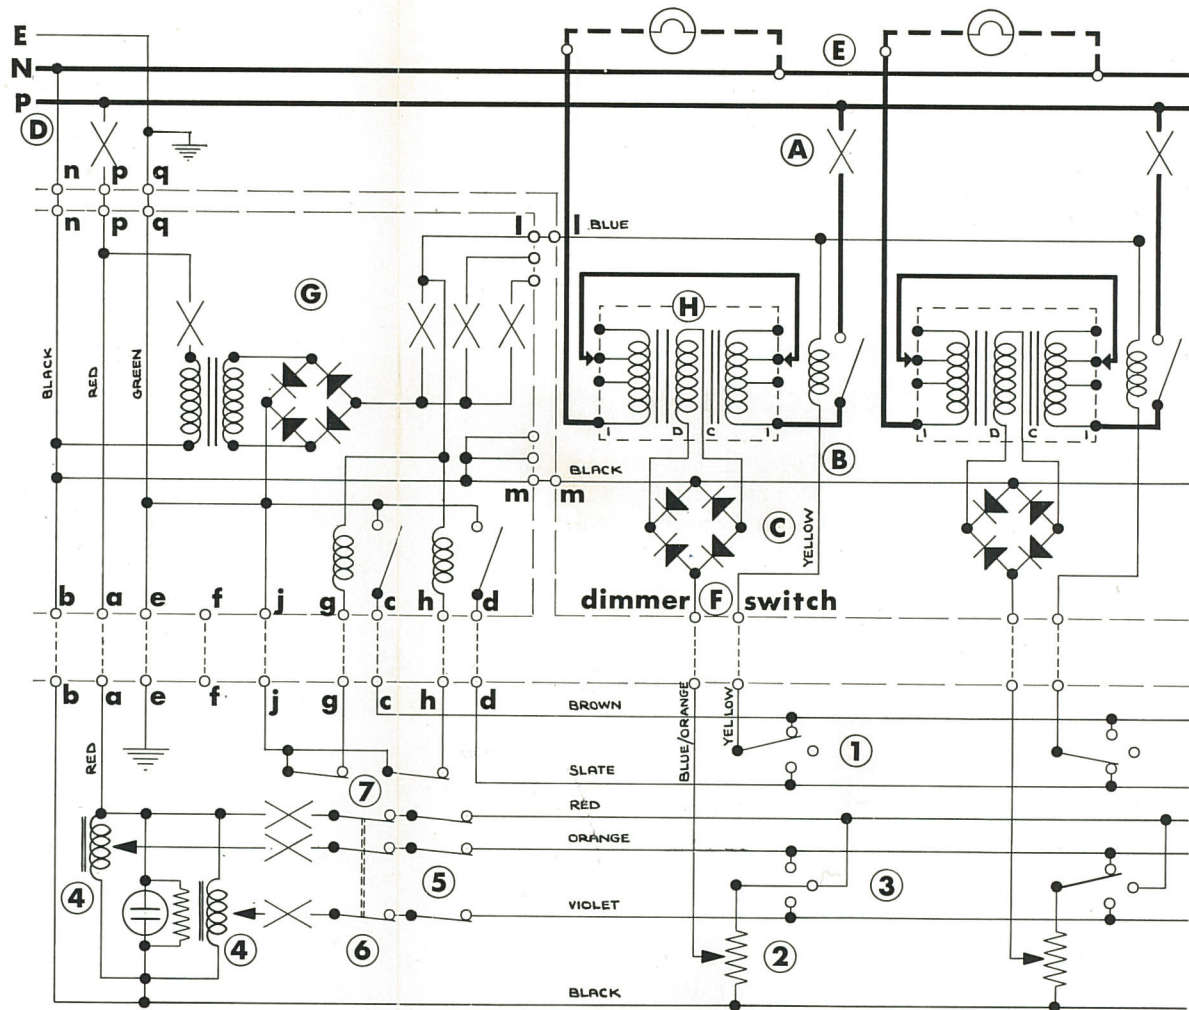 E
N
P
D
E
A
n p q
n p q
l l BLUE
G
H
BLACK
RED
GREEN
I D C I
I D C I
B
BLACK
m m
C
YELLOW
b a e f j g c h d
dimmer F switch
b a e f j g c h d
BROWN
BLUE/ORANGE
YELLOW
1
RED
SLATE
7
RED
ORANGE
4
5
3
VIOLET
4
6
2
BLACK